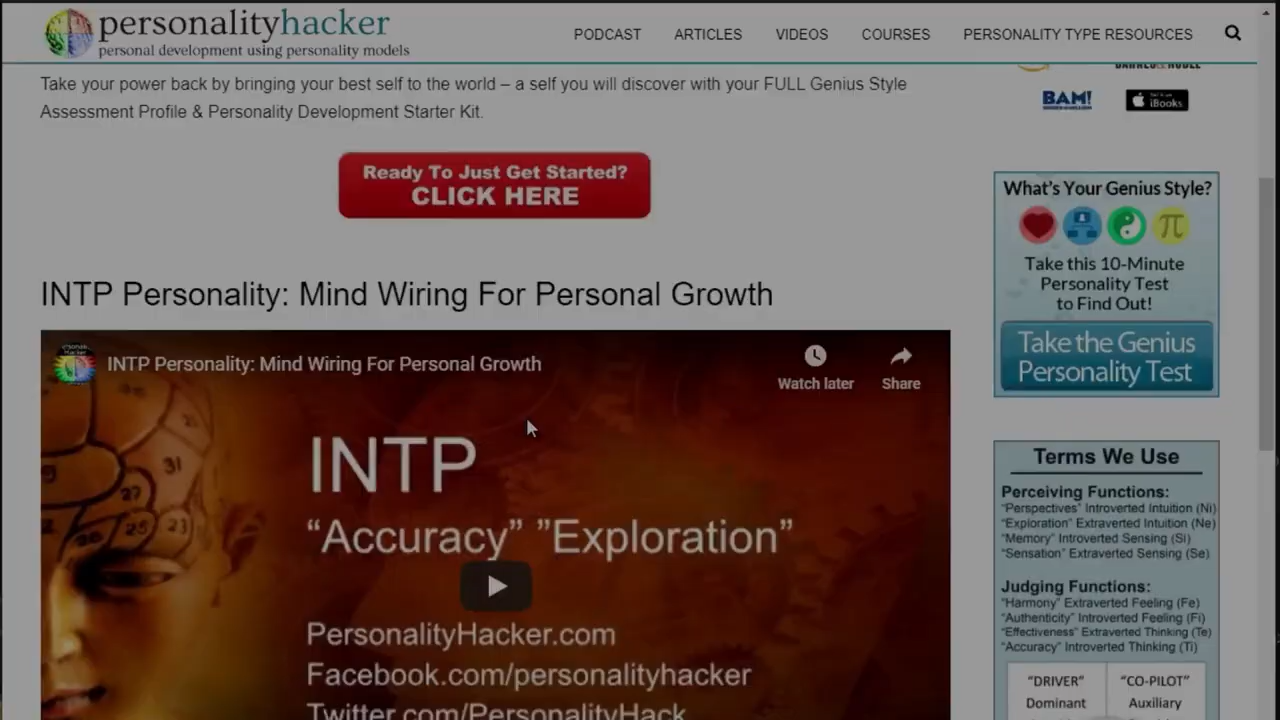 personalityhacker
personal development using personality models
PODCAST
ARTICLES
VIDEOS
COURSES
PERSONALITY TYPE RESOURCES
Take your power back by bringing your best self to the world – a self you will discover with your FULL Genius Style
Assessment Profile & Personality Development Starter Kit.
Ready To Just Get Started?
CLICK HERE
INTP Personality: Mind Wiring For Personal Growth
INTP Personality: Mind Wiring For Personal Growth
Watch later
Share
31
27
25
23
INTP
“Accuracy” ”Exploration”
PersonalityHacker.com
Facebook.com/personalityhacker
Twitter.com/PersonalityHack
BAM!
iBooks
What's Your Genius Style?
π
Take this 10-Minute
Personality Test
to Find Out!
Take the Genius
Personality Test
Terms We Use
Perceiving Functions:
“Perspectives” Introverted Intuition (Ni)
“Exploration” Extraverted Intuition (Ne)
“Memory” Introverted Sensing (Si)
“Sensation” Extraverted Sensing (Se)
Judging Functions:
“Harmony” Extraverted Feeling (Fe)
“Authenticity” Introverted Feeling (Fi)
“Effectiveness” Extraverted Thinking (Te)
“Accuracy” Introverted Thinking (Ti)
“DRIVER”
Dominant
“CO-PILOT”
Auxiliary